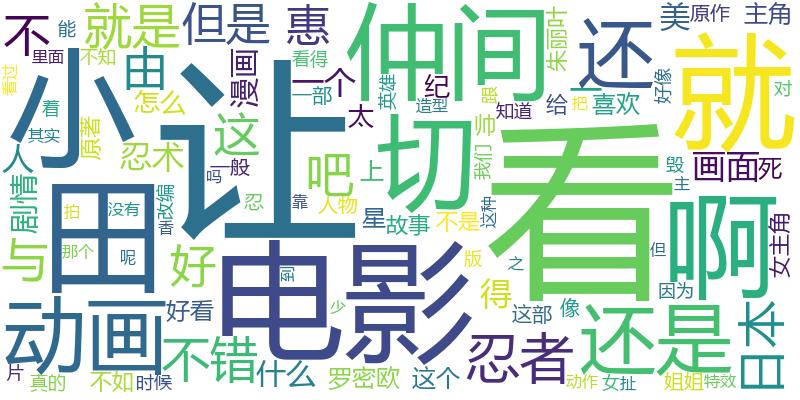 不
能
就是
但是
惠
仲间
还
美
原作
主角
看过
里面
不知
由
漫画
看得
一个
一部
英雄
纪
朱丽叶
好像
就
对
小
让
着
怎么
太
造型
跟
知道
给
一
把
喜欢
原著
其实
忍术
这
一般
吗
吧
上
切
帅
我们
看
画面
死
人
剧情
田
拍
没有
改编
香
忍
靠
人物
星
故事
不是
这种
毁
主
啊
女主角
与
那个
呢
好
电影
到
版
之
但
得
因为
动画
好看
不错
少
忍者
这部
像
还是
日本
片
真的
不如
时候
什么
罗密欧
这个
动作
女扯
姐姐
特效